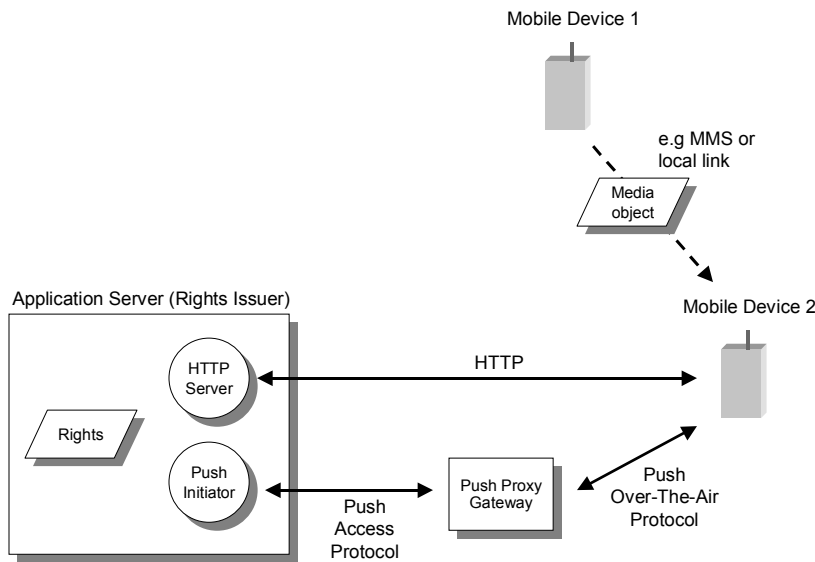 Mobile Device 1
e.g MMS or
local link
Media
object
Application Server (Rights Issuer)
Mobile Device 2
HTTP
Server
HTTP
Rights
Push
Initiator
Push Proxy
Gateway
Push
Access
Protocol
Push
Over-The-Air
Protocol